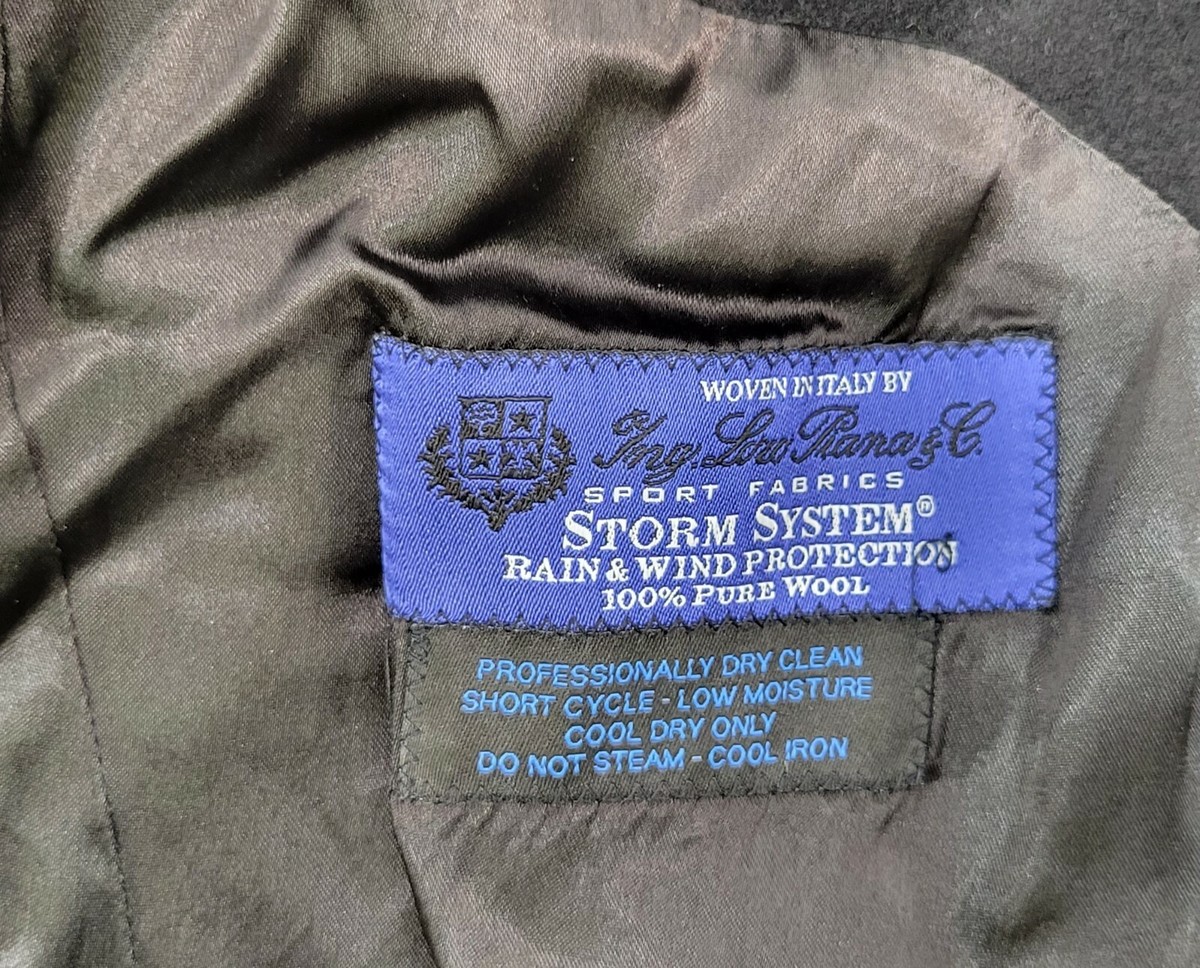 WOVEN IN ITALY BY
Ing. Loro Piana & C.
SPORT FABRICS
STORM SYSTEM®
RAIN & WIND PROTECTION
100% PURE WOOL
PROFESSIONALLY DRY CLEAN
SHORT CYCLE - LOW MOISTURE
COOL DRY ONLY
DO NOT STEAM - COOL IRON